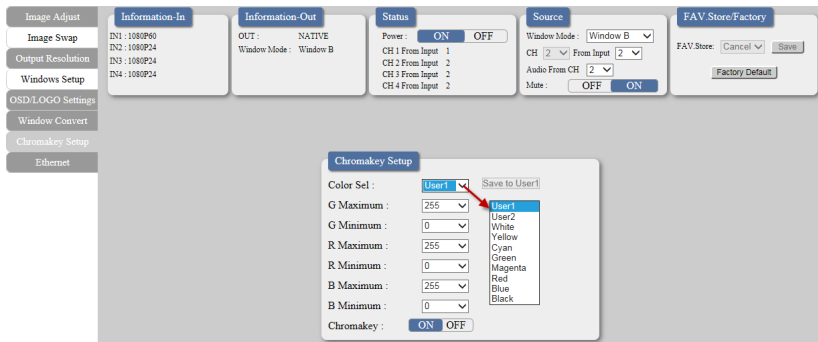 Image Adjust
Image Swap
Output Resolution
Windows Setup
OSD/LOGO Settings
Window Convert
Chromakey Setup
Ethernet
Information-In
IN1 : 1080P60
IN2 : 1080P24
IN3 : 1080P24
IN4 : 1080P24
Information-Out
OUT : NATIVE
Window Mode : Window B
Status
Power : ON OFF
CH 1 From Input 1
CH 2 From Input 2
CH 3 From Input 2
CH 4 From Input 2
Source
Window Mode : Window B
CH 2 From Input 2
Audio From CH 2
Mute : OFF ON
FAV.Store/Factory
FAV.Store: Cancel Save
Factory Default
Chromakey Setup
Color Sel : User1 Save to User1
G Maximum : 255
G Minimum : 0
R Maximum : 255
R Minimum : 0
B Maximum : 255
B Minimum : 0
Chromakey : ON OFF
User1
User2
White
Yellow
Cyan
Green
Magenta
Red
Blue
Black